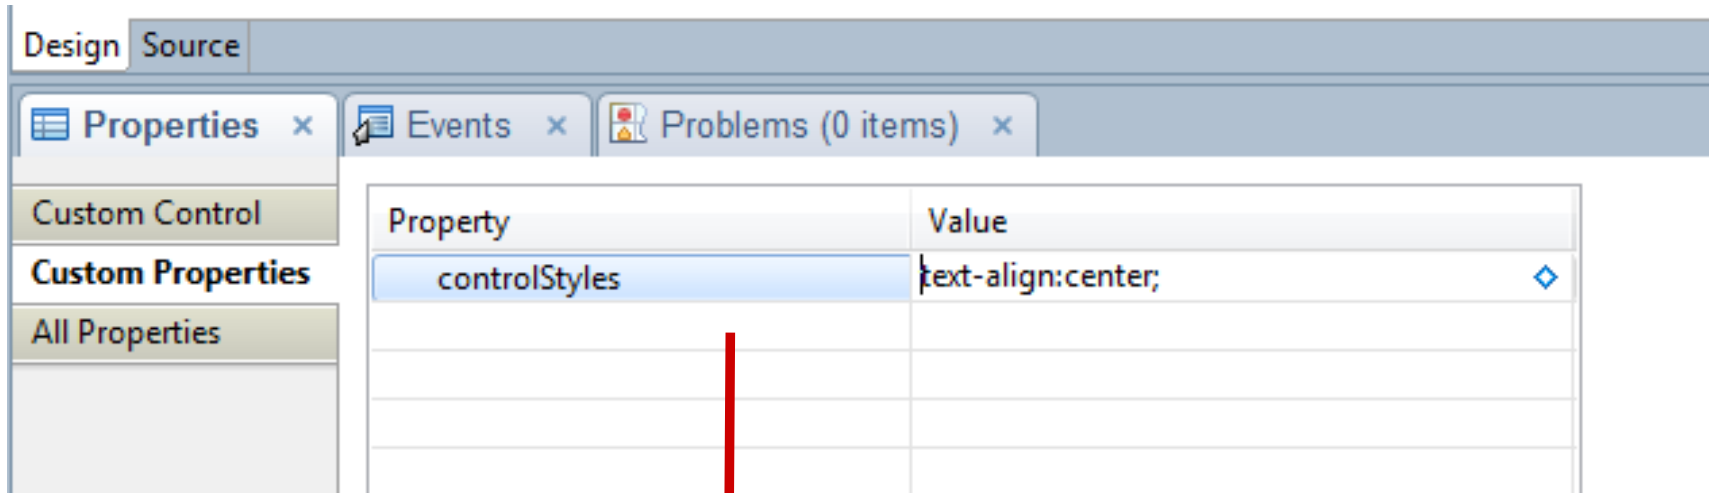 Design Source
Properties Events Problems (0 items)
Custom Control
Custom Properties
All Properties
Property Value
controlStyles text-align:center;